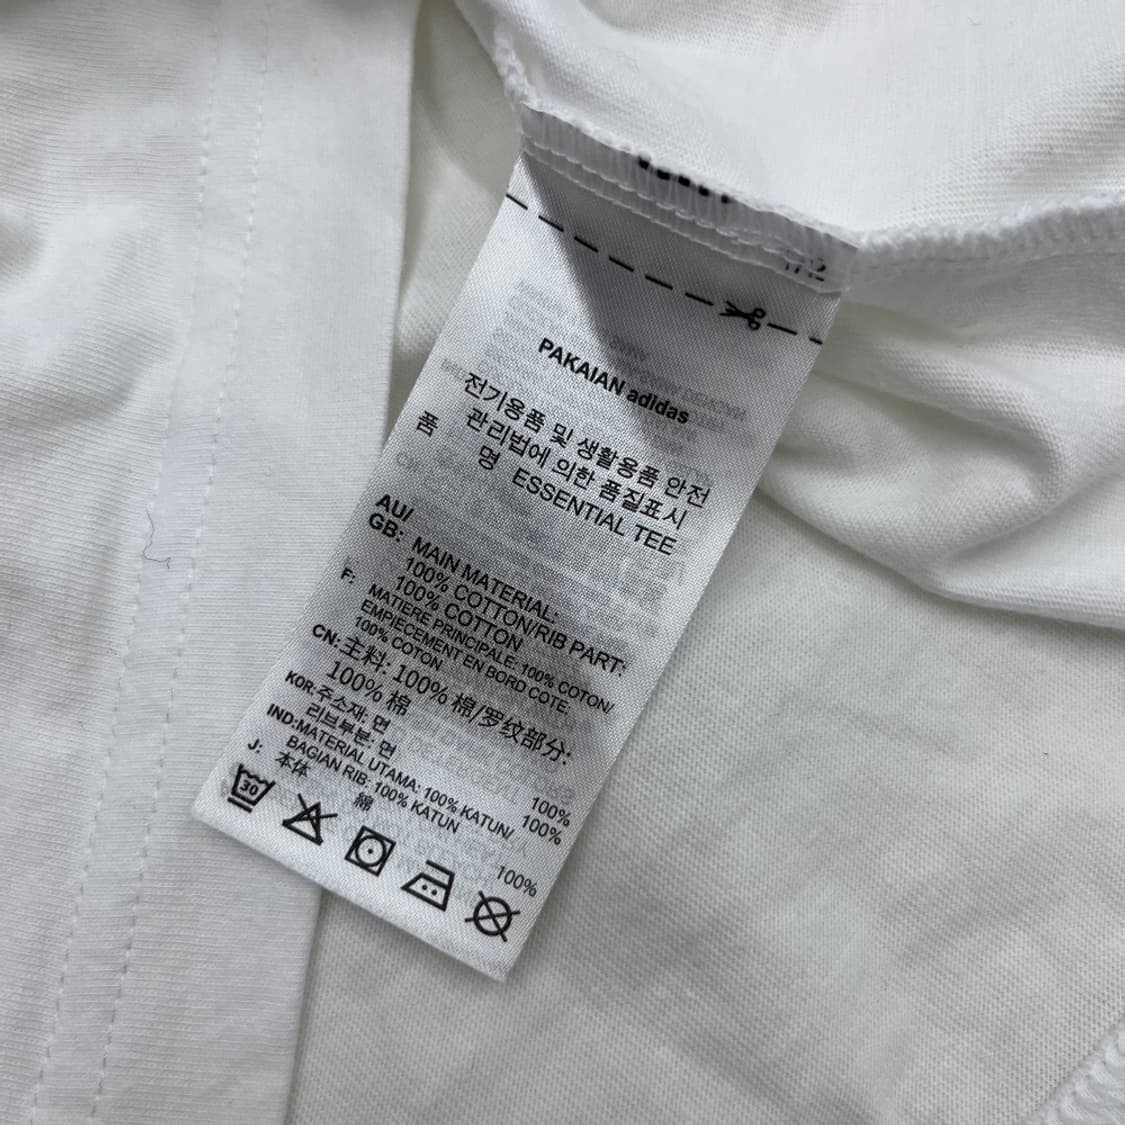 PAKAIAN adidas
전기용품 및 생활용품 안전
관리법에 의한 품질표시
품 명 ESSENTIAL TEE
AU/
GB: MAIN MATERIAL:
100% COTTON/RIB PART:
100% COTTON
F: MATIERE PRINCIPALE: 100% COTON/
EMPIECEMENT EN BORD COTE:
100% COTON
CN: 主料: 100% 棉/罗纹部分:
100% 棉
KOR: 주소재: 면 100%
리브부분: 면 100%
IND: MATERIAL UTAMA: 100% KATUN/
BAGIAN RIB: 100% KATUN
J: 本体 綿 100%
30